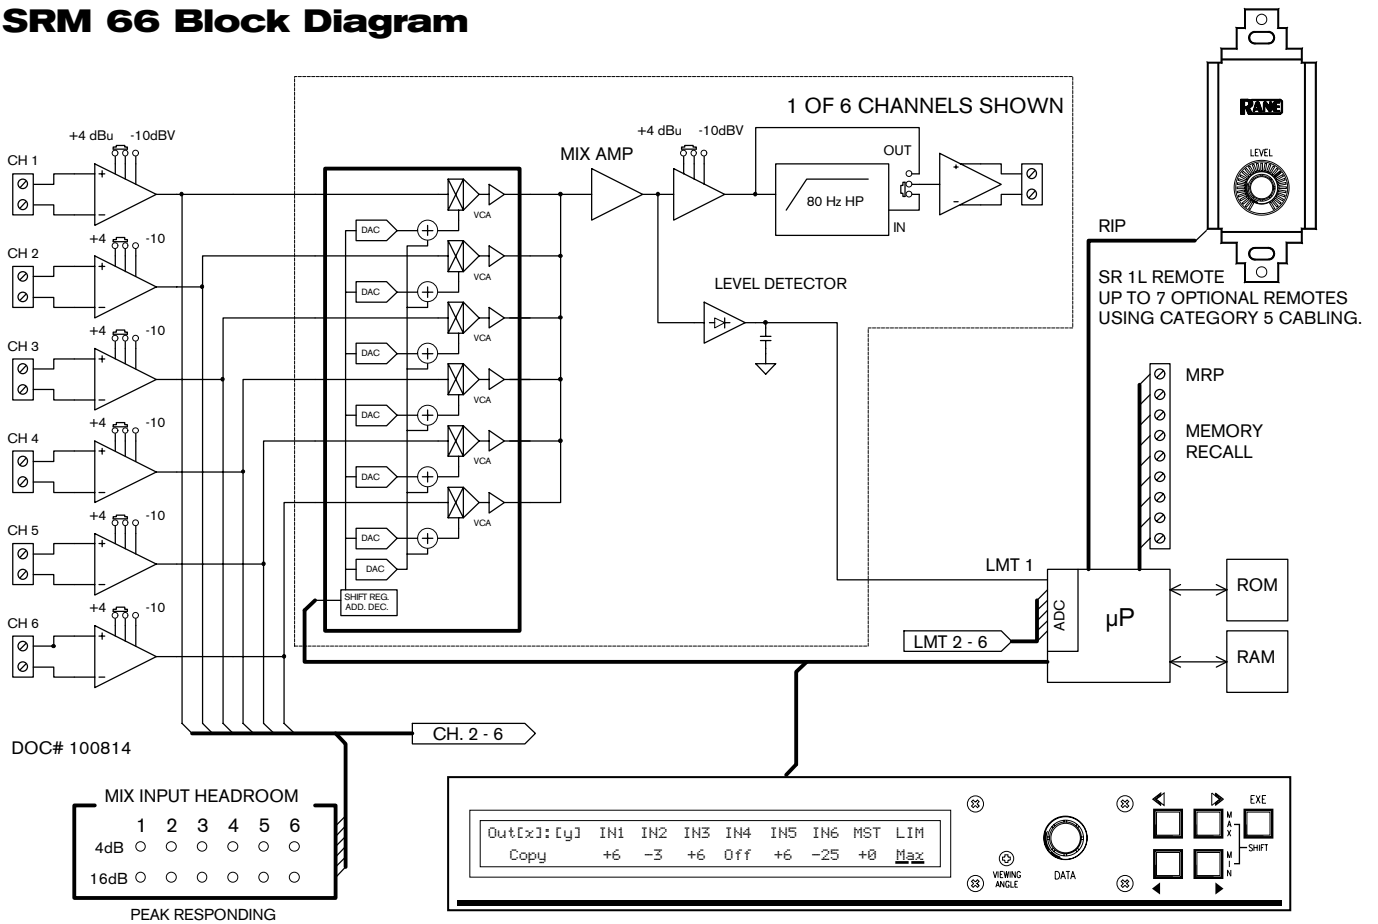 SRM 66 Block Diagram
1 OF 6 CHANNELS SHOWN
+4 dBu -10dBV
CH 1
+4 -10
CH 2
+4 -10
CH 3
+4 -10
CH 4
+4 -10
CH 5
+4 -10
CH 6
DAC
VCA
DAC
VCA
DAC
VCA
DAC
VCA
DAC
VCA
DAC
VCA
DAC
SHIFT REG.
ADD. DEC.
MIX AMP
+4 dBu -10dBV
OUT
80 Hz HP
IN
LEVEL DETECTOR
RANE
LEVEL
RIP
SR 1L REMOTE
UP TO 7 OPTIONAL REMOTES
USING CATEGORY 5 CABLING.
MRP
MEMORY
RECALL
LMT 1
LMT 2 - 6
ADC
µP
ROM
RAM
CH. 2 - 6
DOC# 100814
MIX INPUT HEADROOM
1 2 3 4 5 6
4dB
16dB
PEAK RESPONDING
Out[x]:[y] IN1 IN2 IN3 IN4 IN5 IN6 MST LIM
Copy +6 -3 +6 Off +6 -25 +0 Max
VIEWING
ANGLE
DATA
MAX
MIN
EXE
SHIFT